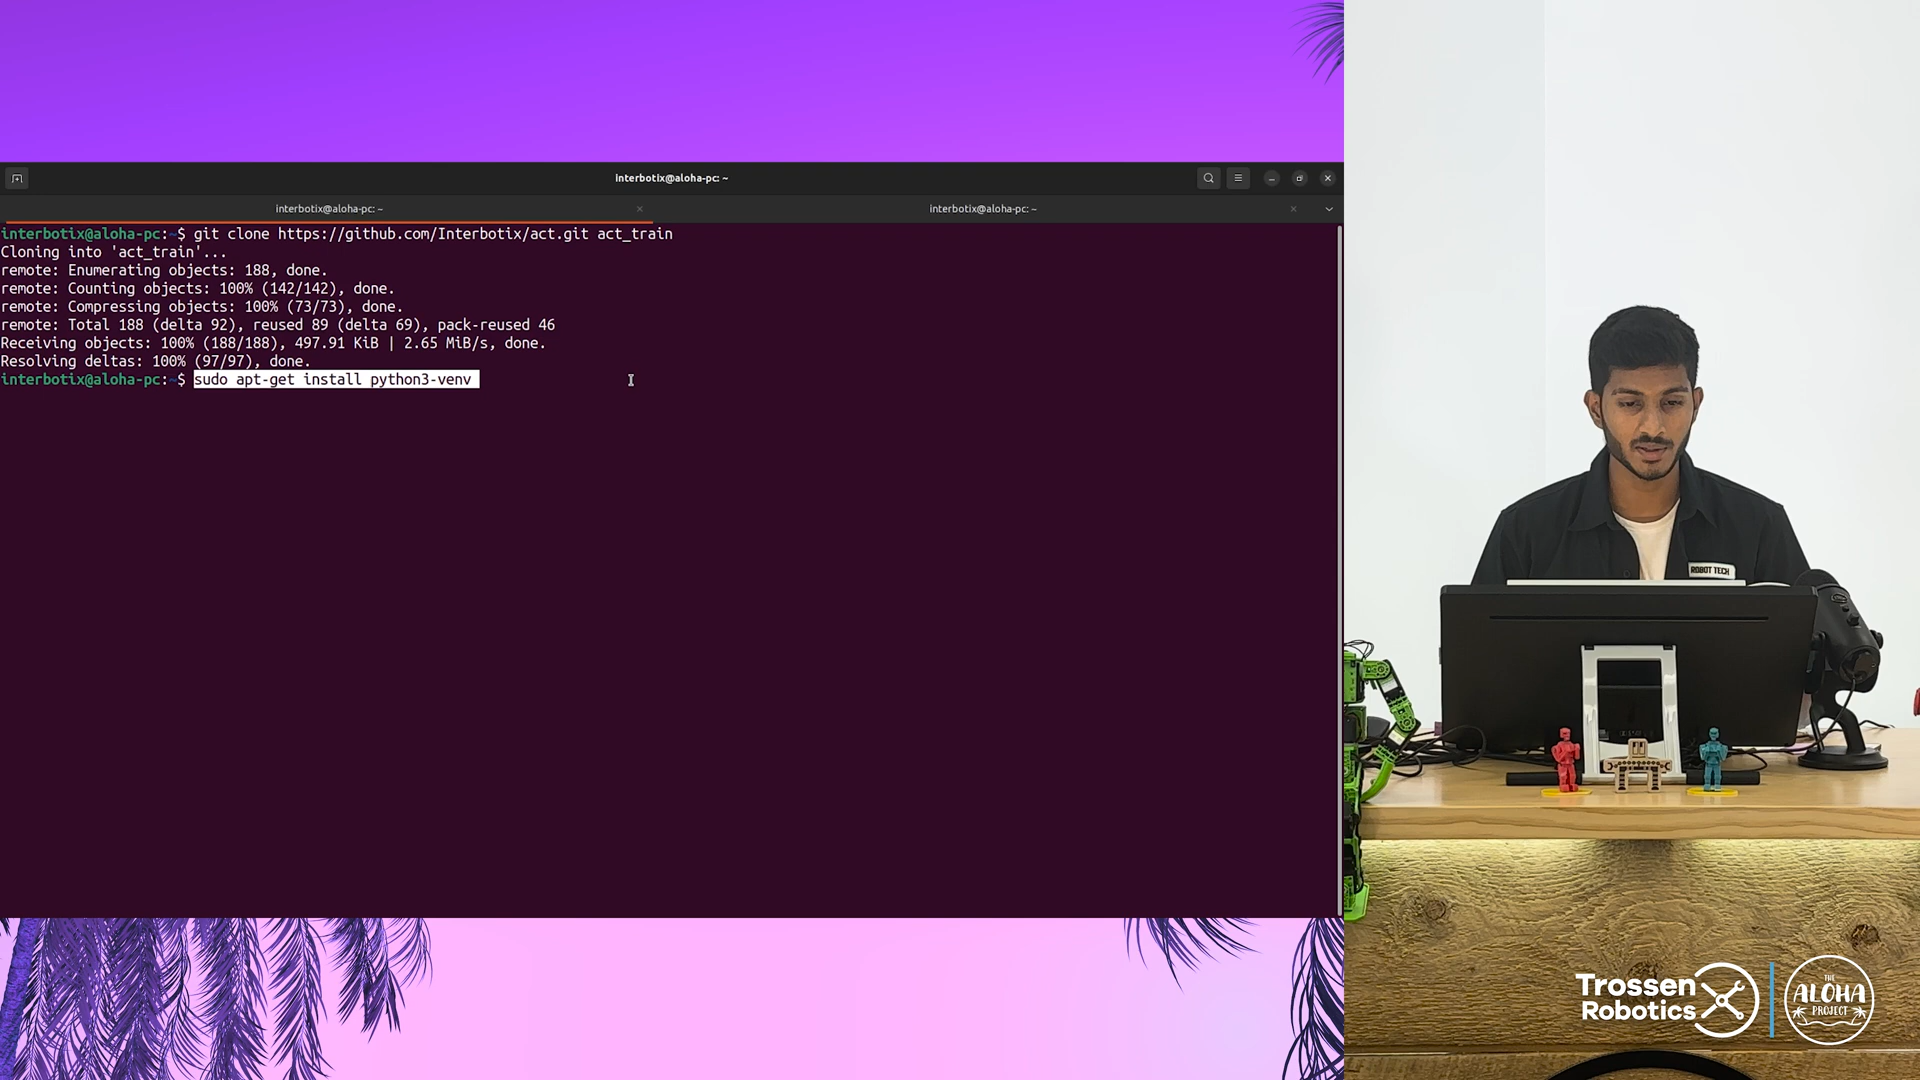 interbotix@aloha-pc: ~
interbotix@aloha-pc: ~
interbotix@aloha-pc: ~
interbotix@aloha-pc:~$ git clone https://github.com/Interbotix/act.git act_train
Cloning into 'act_train'...
remote: Enumerating objects: 188, done.
remote: Counting objects: 100% (142/142), done.
remote: Compressing objects: 100% (73/73), done.
remote: Total 188 (delta 92), reused 89 (delta 69), pack-reused 46
Receiving objects: 100% (188/188), 497.91 KiB | 2.65 MiB/s, done.
Resolving deltas: 100% (97/97), done.
interbotix@aloha-pc:~$ sudo apt-get install python3-venv
ROBOT TECH
Trossen
Robotics
THE
ALOHA
PROJECT